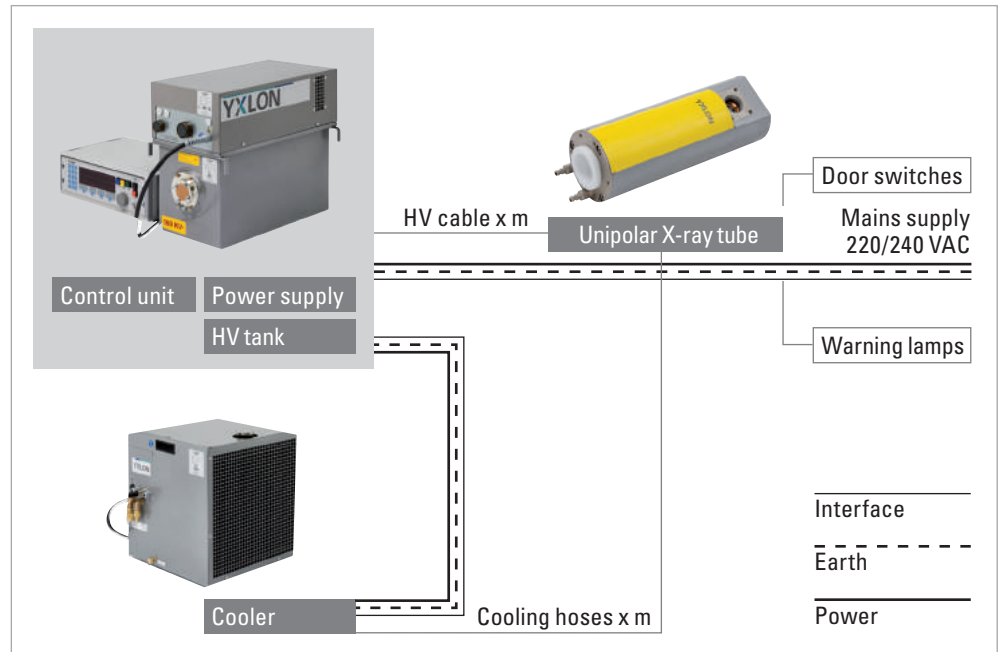 YXLON
HV cable x m
Unipolar X-ray tube
Door switches
Mains supply
220/240 VAC
Control unit
Power supply
HV tank
Warning lamps
YXLON
Interface
Earth
Power
Cooler
Cooling hoses x m